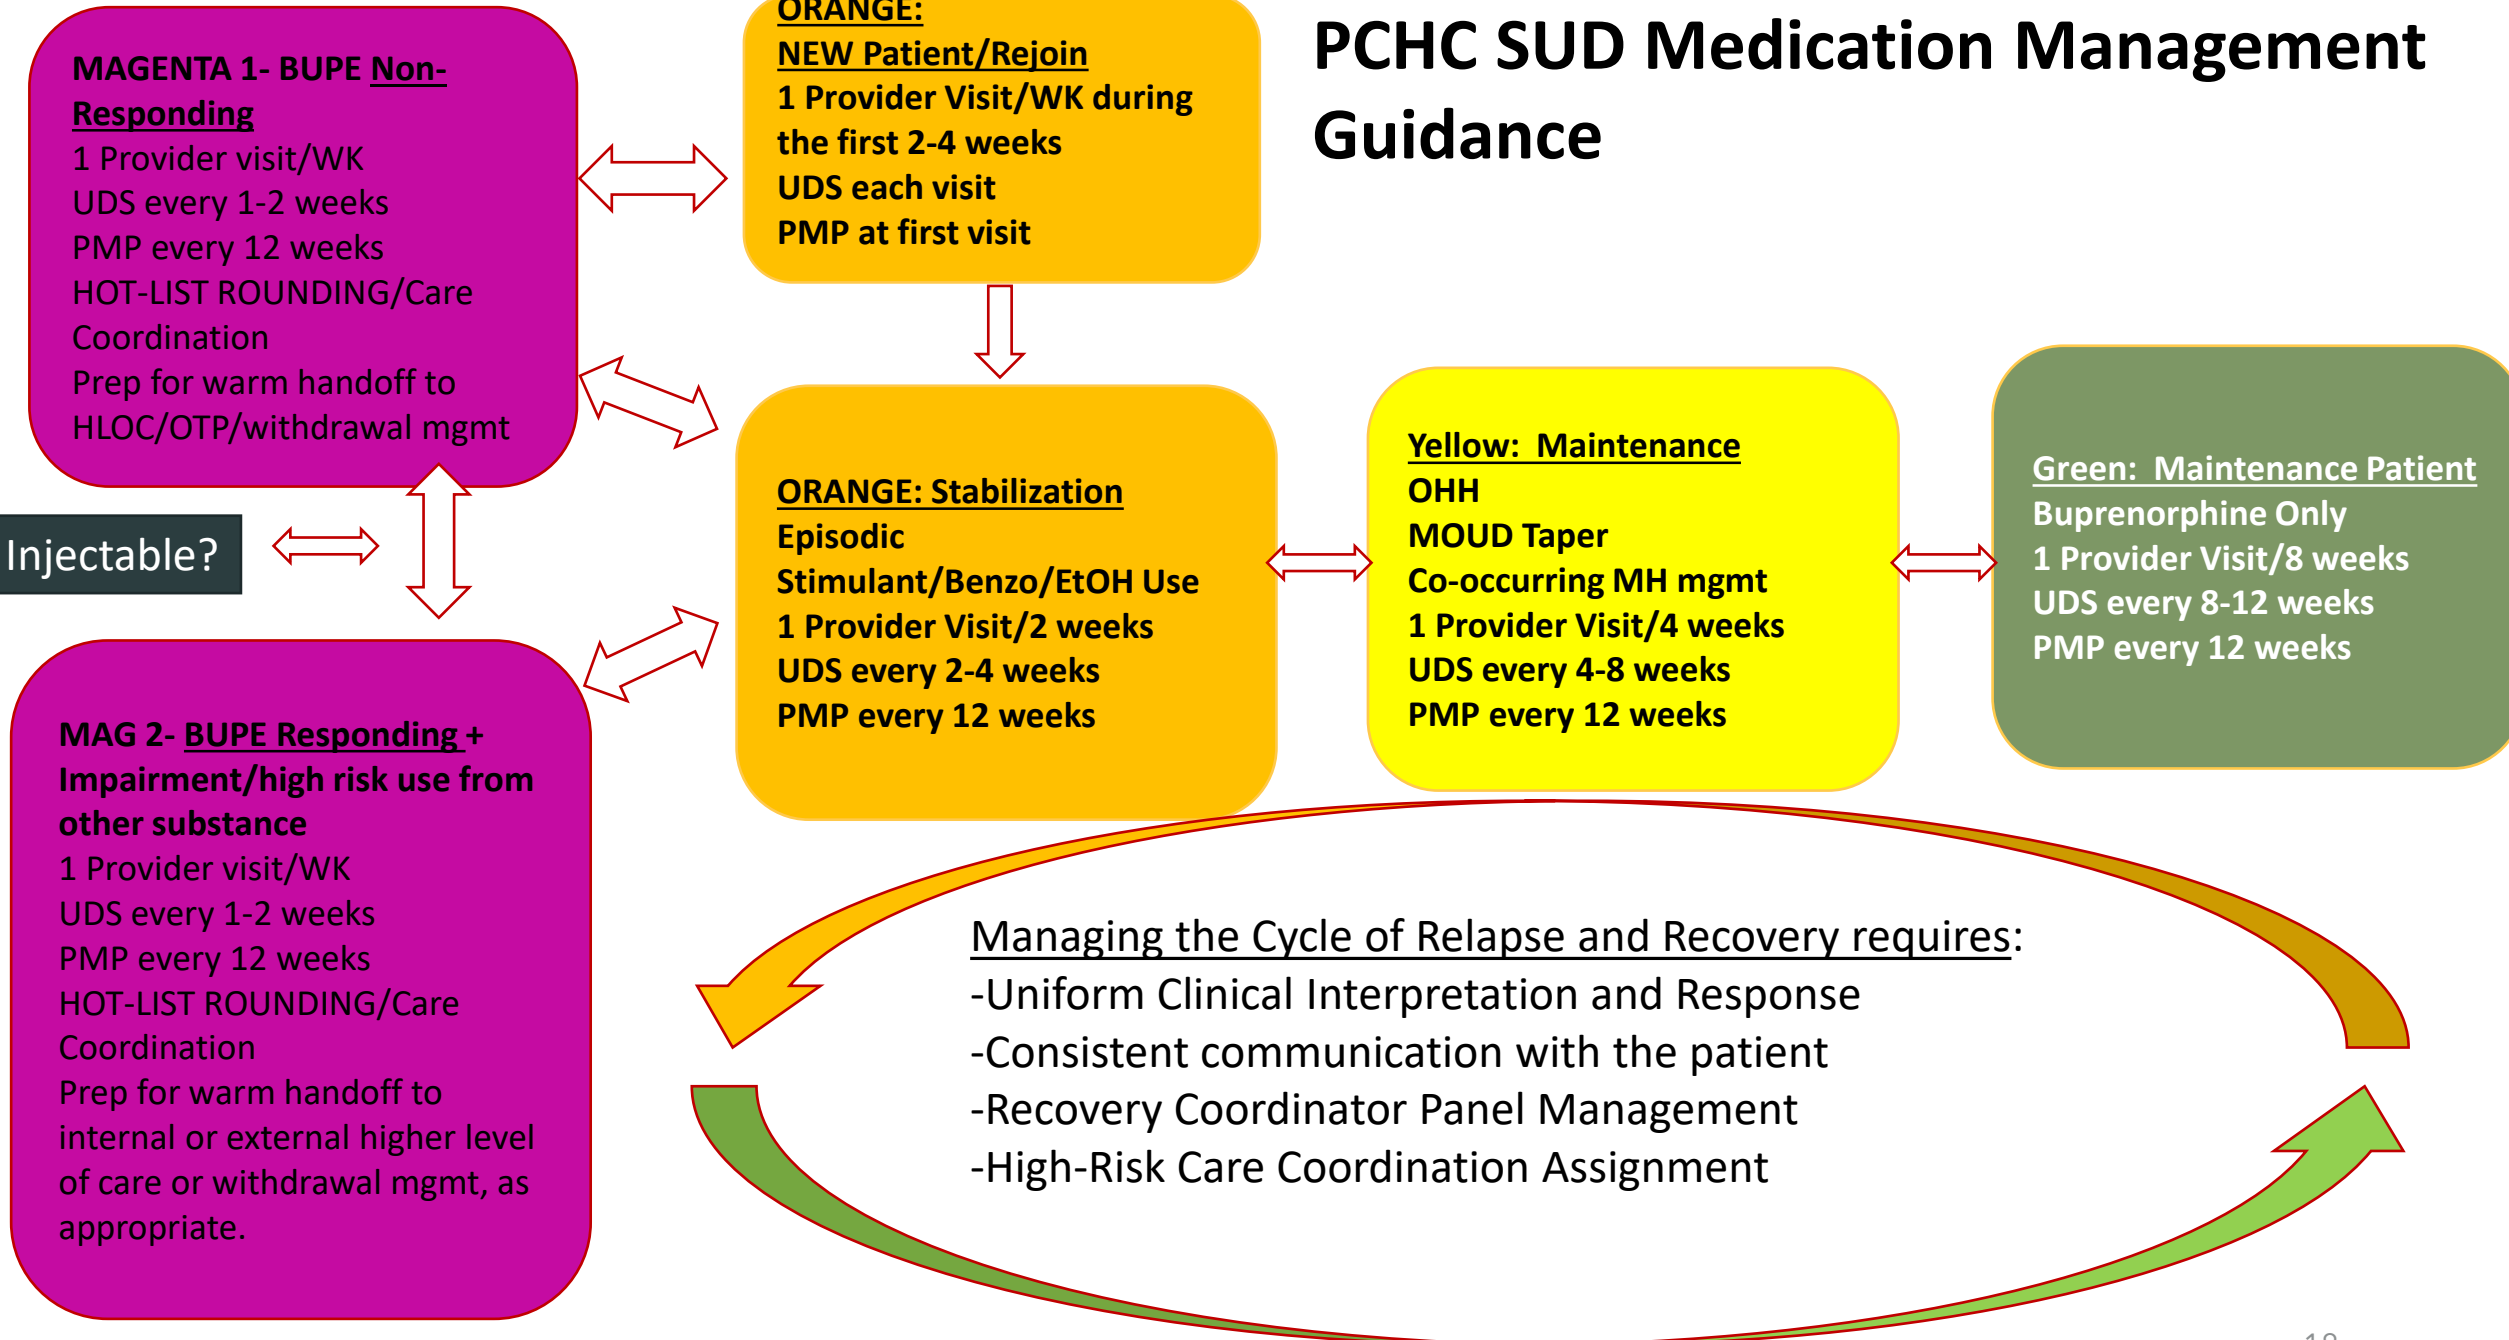 PCHC SUD Medication Management
Guidance
MAGENTA 1- BUPE Non-
Responding
1 Provider visit/WK
UDS every 1-2 weeks
PMP every 12 weeks
HOT-LIST ROUNDING/Care
Coordination
Prep for warm handoff to
HLOC/OTP/withdrawal mgmt
ORANGE:
NEW Patient/Rejoin
1 Provider Visit/WK during
the first 2-4 weeks
UDS each visit
PMP at first visit
Injectable?
ORANGE: Stabilization
Episodic
Stimulant/Benzo/EtOH Use
1 Provider Visit/2 weeks
UDS every 2-4 weeks
PMP every 12 weeks
Yellow: Maintenance
OHH
MOUD Taper
Co-occurring MH mgmt
1 Provider Visit/4 weeks
UDS every 4-8 weeks
PMP every 12 weeks
Green: Maintenance Patient
Buprenorphine Only
1 Provider Visit/8 weeks
UDS every 8-12 weeks
PMP every 12 weeks
MAG 2- BUPE Responding +
Impairment/high risk use from
other substance
1 Provider visit/WK
UDS every 1-2 weeks
PMP every 12 weeks
HOT-LIST ROUNDING/Care
Coordination
Prep for warm handoff to
internal or external higher level
of care or withdrawal mgmt, as
appropriate.
Managing the Cycle of Relapse and Recovery requires:
-Uniform Clinical Interpretation and Response
-Consistent communication with the patient
-Recovery Coordinator Panel Management
-High-Risk Care Coordination Assignment